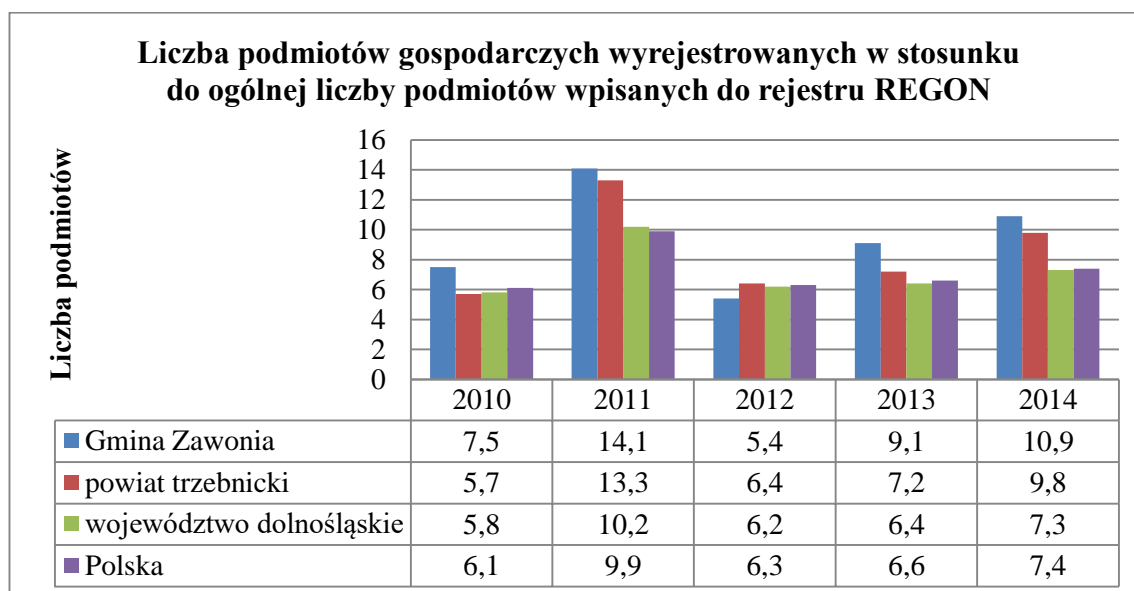 Liczba podmiotów gospodarczych wyrejestrowanych w stosunku
do ogólnej liczby podmiotów wpisanych do rejestru REGON
Liczba podmiotów
16
14
12
10
8
6
4
2
0
2010 2011 2012 2013 2014
Gmina Zawonia 7,5 14,1 5,4 9,1 10,9
powiat trzebnicki 5,7 13,3 6,4 7,2 9,8
województwo dolnośląskie 5,8 10,2 6,2 6,4 7,3
Polska 6,1 9,9 6,3 6,6 7,4